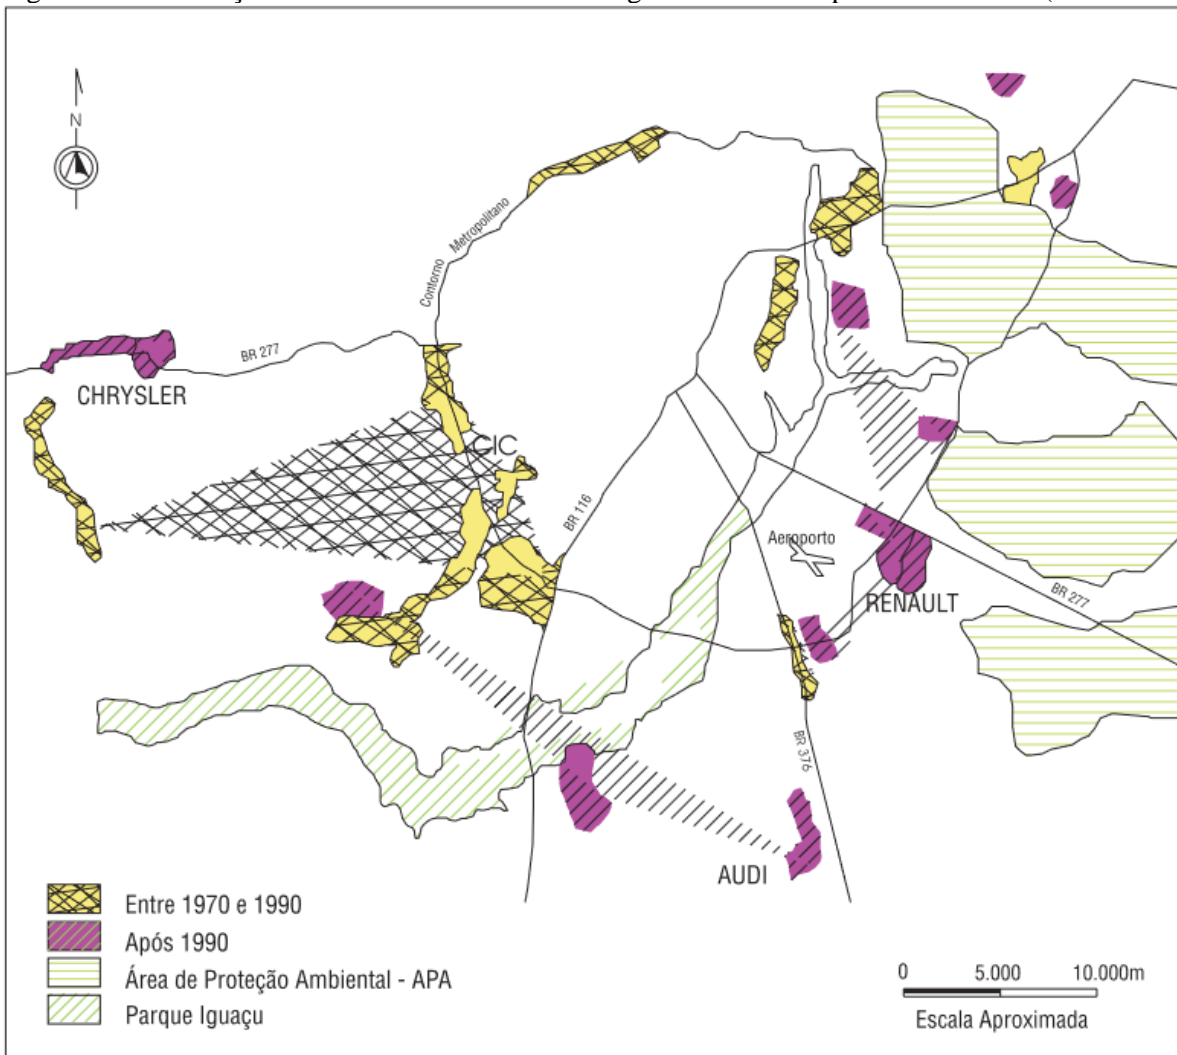 N
Contorno Metropolitano
BR 277
CHRYSLER
CIC
BR 116
Aeroporto
RENAULT
BR 277
BR 376
AUDI
Entre 1970 e 1990
Após 1990
Área de Proteção Ambiental - APA
Parque Iguaçu
0 5.000 10.000m
Escala Aproximada